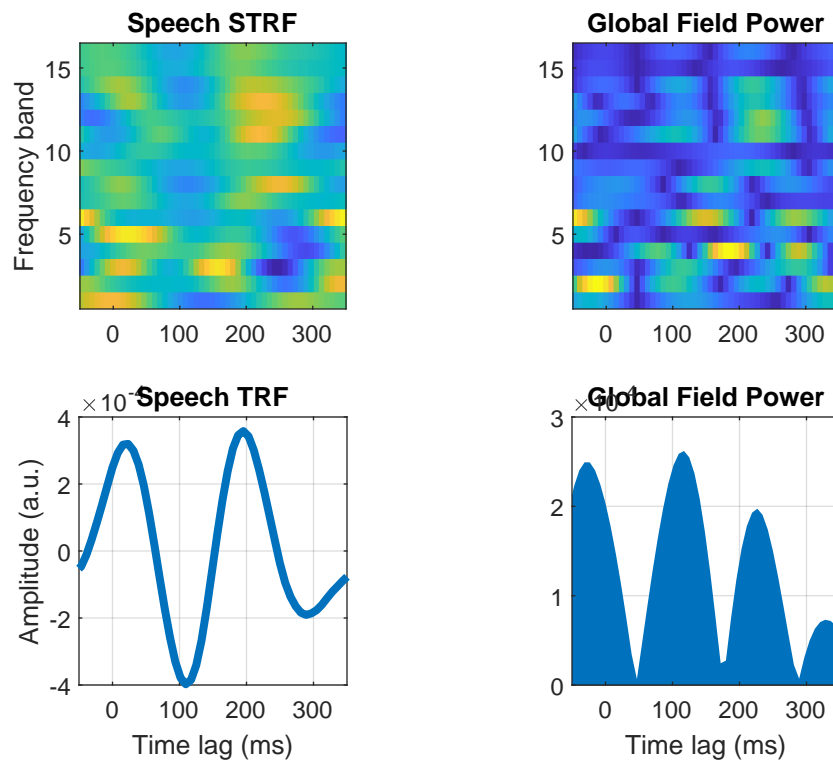 Speech STRF
Global Field Power
Frequency band
15
10
5
0 100 200 300
15
10
5
0 100 200 300
× 10-4
Speech TRF
Global Field Power
Amplitude (a.u.)
4
2
0
-2
-4
0 100 200 300
Time lag (ms)
3
2
1
0
0 100 200 300
Time lag (ms)